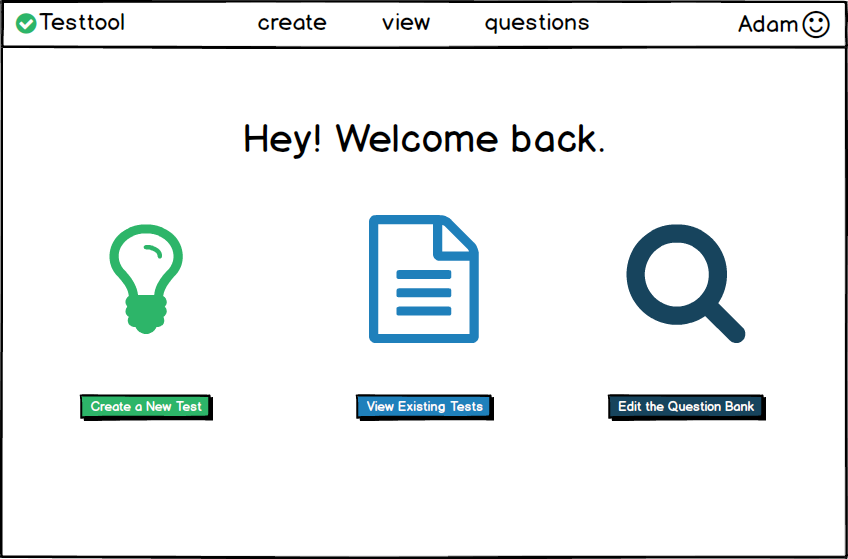 Testtool create view questions Adam
Hey! Welcome back.
Create a New Test View Existing Tests Edit the Question Bank